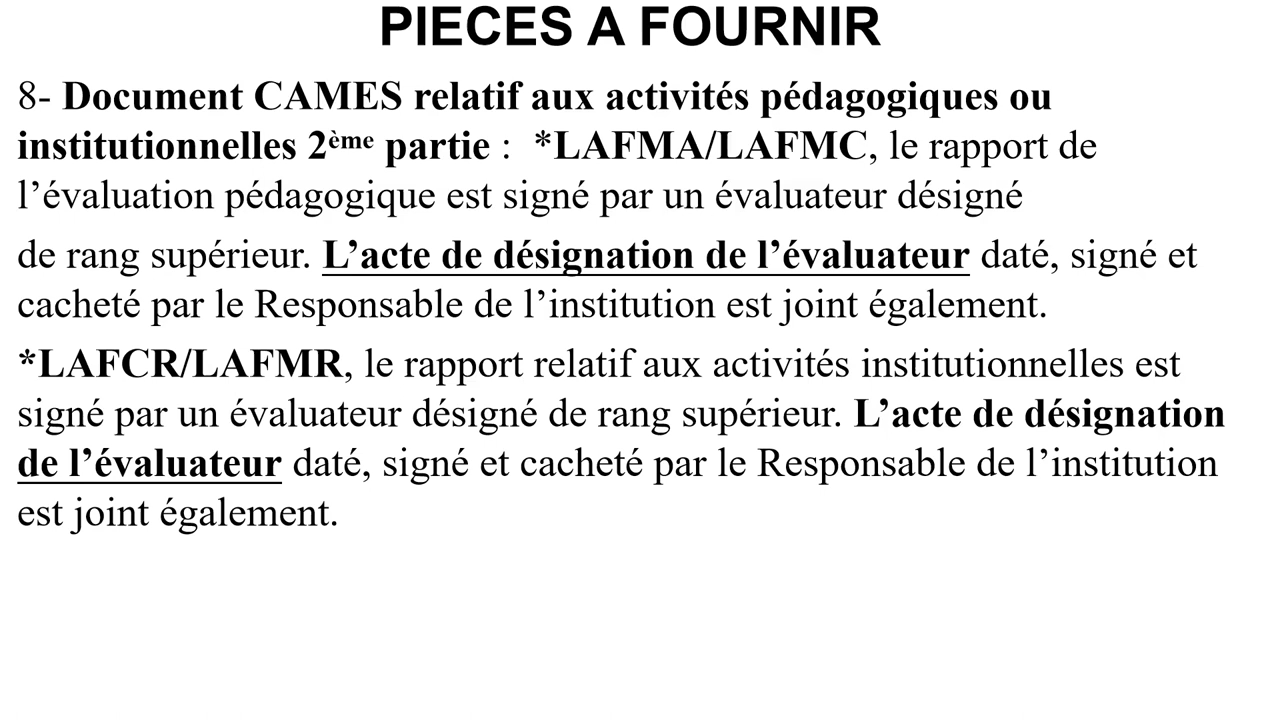 PIECES A FOURNIR
8- Document CAMES relatif aux activités pédagogiques ou
institutionnelles 2ème partie : *LAFMA/LAFMC, le rapport de
l’évaluation pédagogique est signé par un évaluateur désigné
de rang supérieur. L’acte de désignation de l’évaluateur daté, signé et
cacheté par le Responsable de l’institution est joint également.
*LAFCR/LAFMR, le rapport relatif aux activités institutionnelles est
signé par un évaluateur désigné de rang supérieur. L’acte de désignation
de l’évaluateur daté, signé et cacheté par le Responsable de l’institution
est joint également.